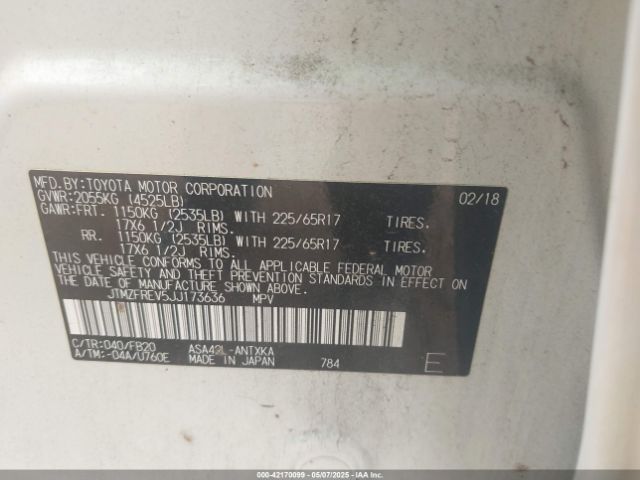 MFD.BY:TOYOTA MOTOR CORPORATION 02/18
GVWR:2055KG (4525LB)
GAWR:FRT. 1150KG (2535LB) WITH 225/65R17 TIRES.
17X6 1/2J RIMS.
RR. 1150KG (2535LB) WITH 225/65R17 TIRES.
17X6 1/2J RIMS.
THIS VEHICLE CONFORMS TO ALL APPLICABLE FEDERAL MOTOR
VEHICLE SAFETY AND THEFT PREVENTION STANDARDS IN EFFECT ON
THE DATE OF MANUFACTURE SHOWN ABOVE.
JTMZFREV5JJ173636 MPV
C/TR:040/FB20 ASA42L-ANTXKA
A/TM:-04A/U760E MADE IN JAPAN 784 E
000-42170099 05/07/2025 IAA Inc.